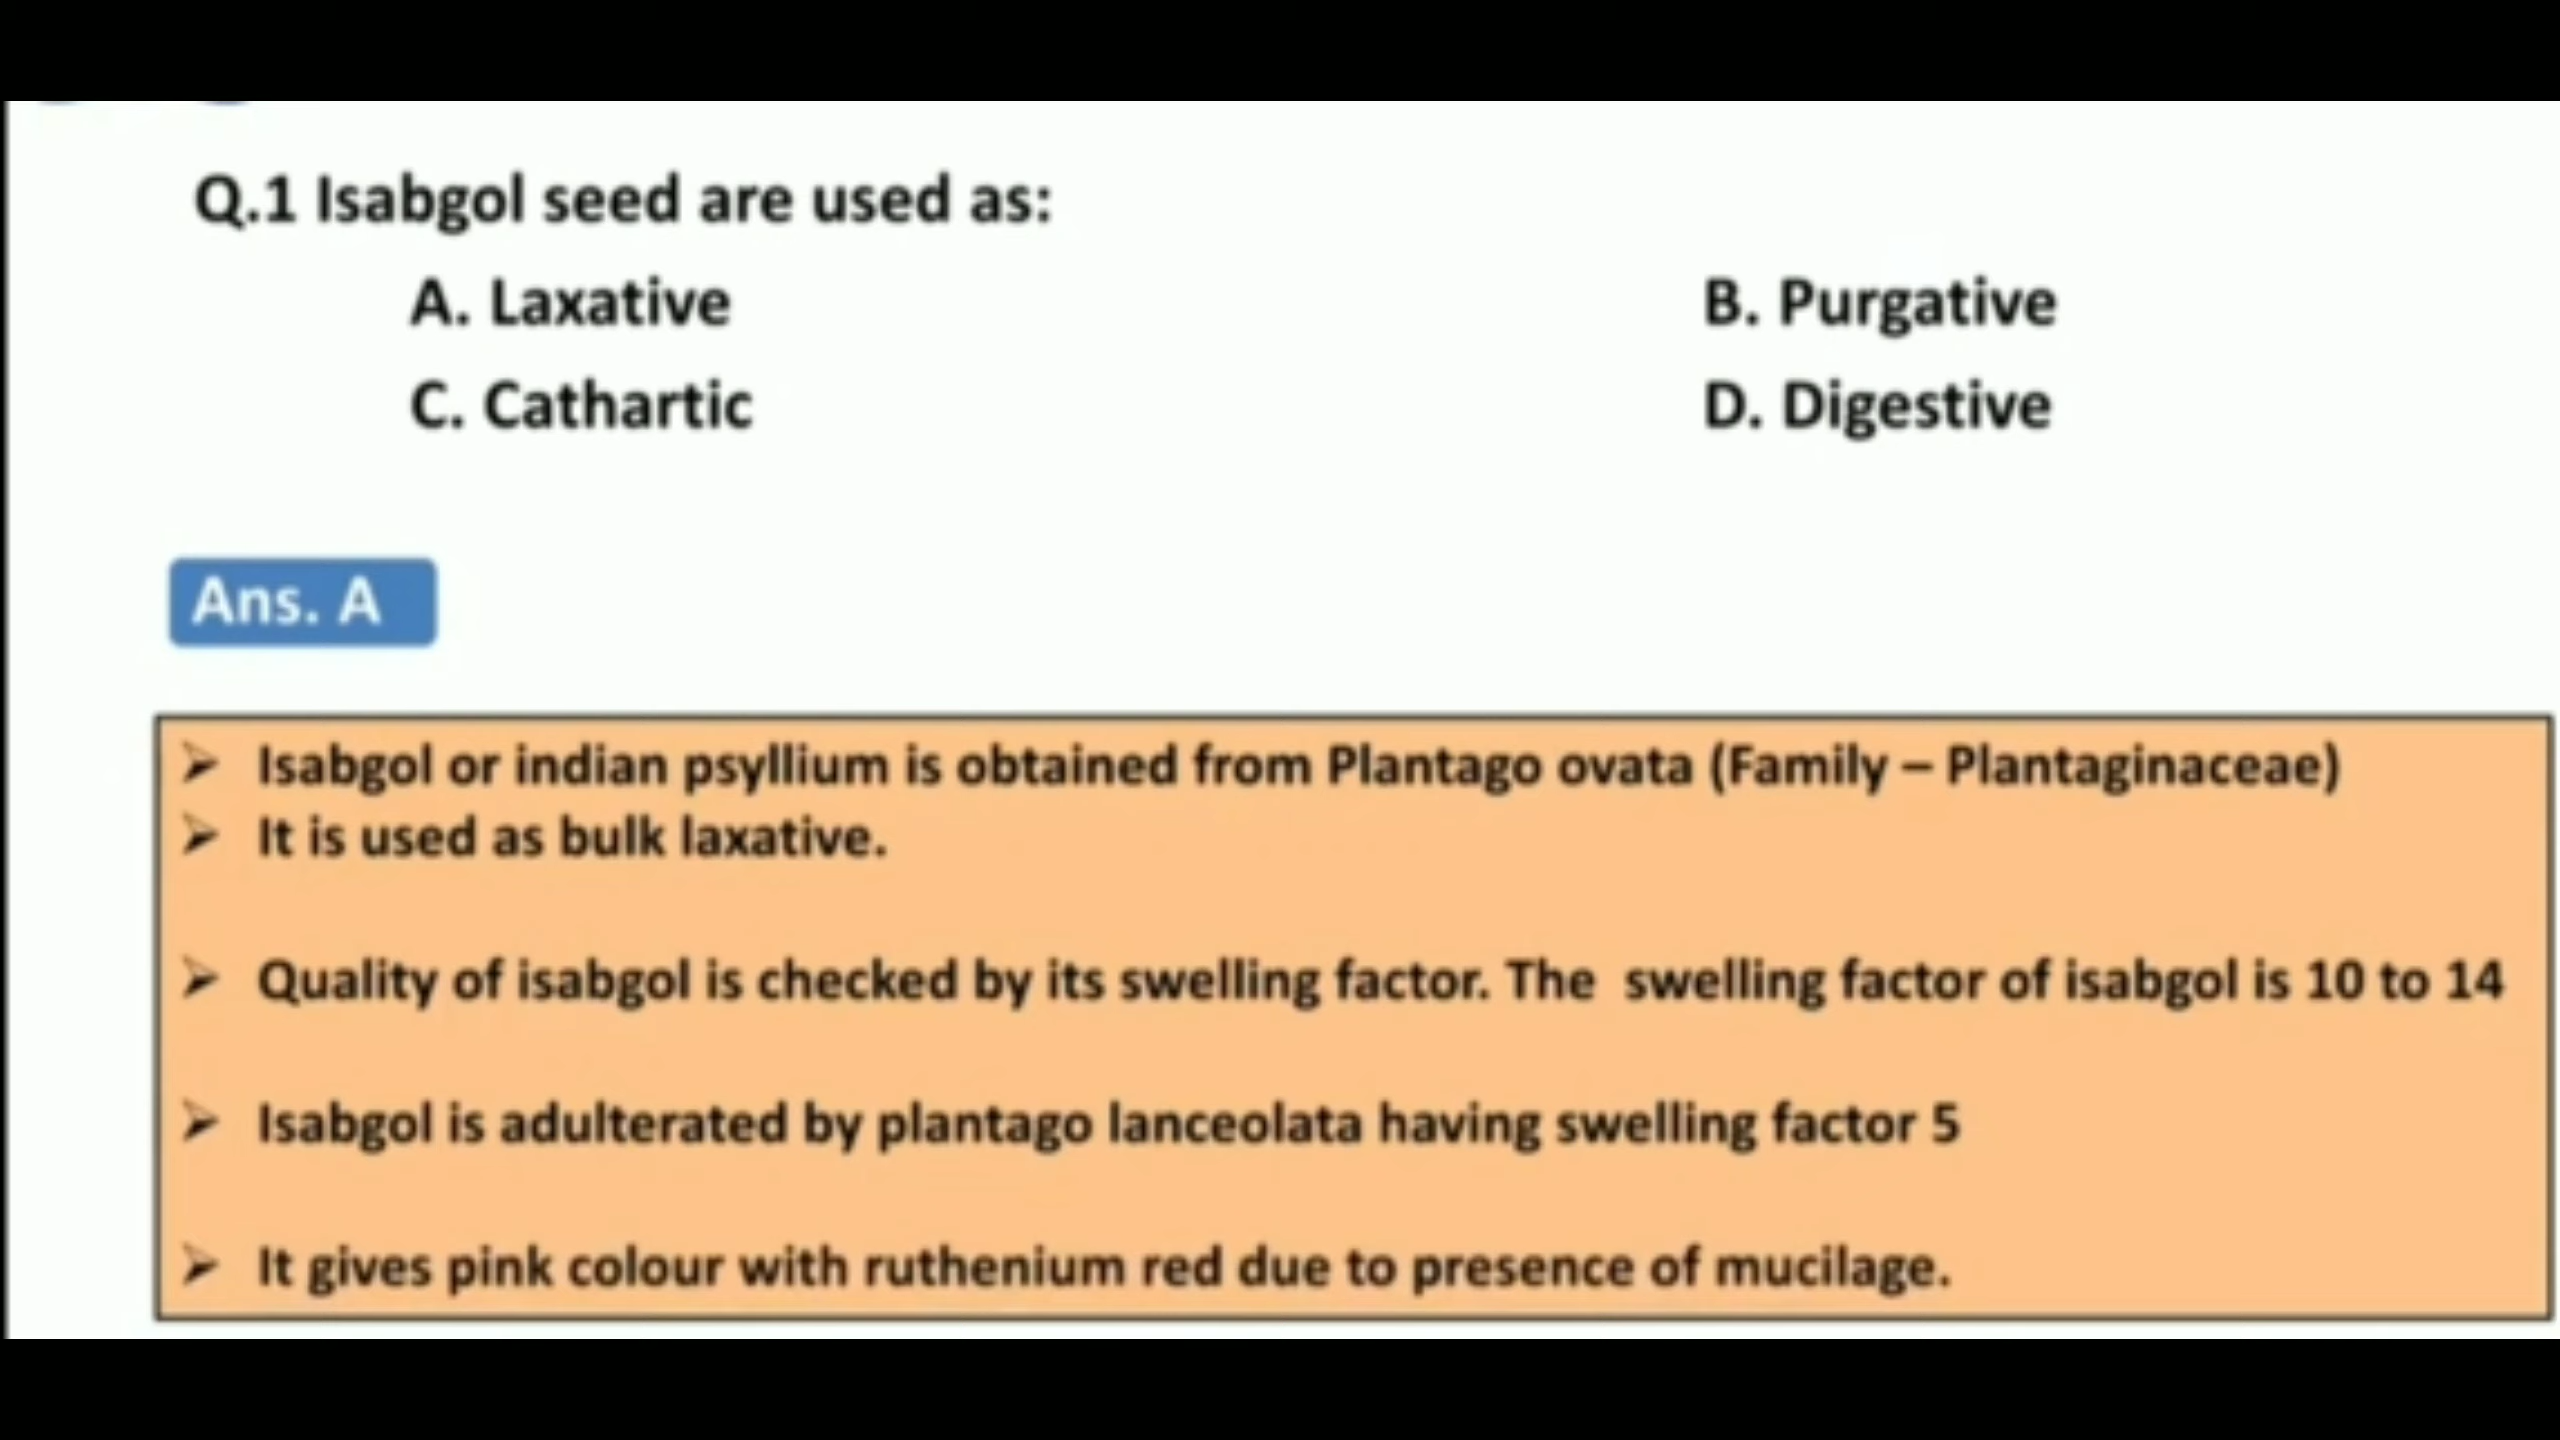 Q.1 Isabgol seed are used as:
A. Laxative
B. Purgative
C. Cathartic
D. Digestive
Ans. A
➢ Isabgol or indian psyllium is obtained from Plantago ovata (Family – Plantaginaceae)
➢ It is used as bulk laxative.
➢ Quality of isabgol is checked by its swelling factor. The swelling factor of isabgol is 10 to 14
➢ Isabgol is adulterated by plantago lanceolata having swelling factor 5
➢ It gives pink colour with ruthenium red due to presence of mucilage.